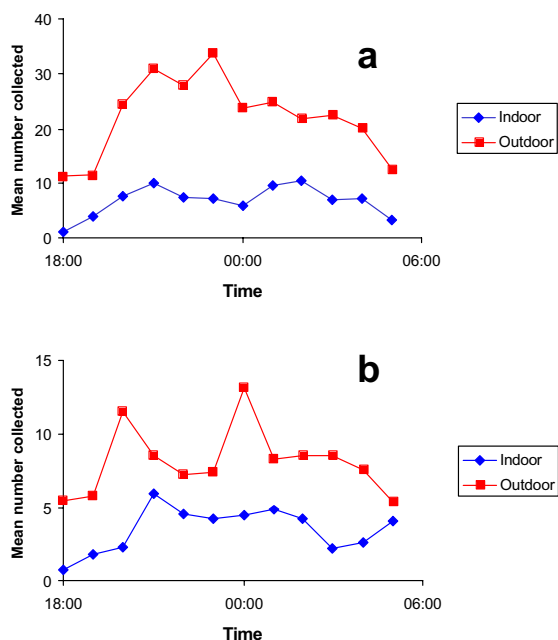 a
40
30
20
10
0
Mean number collected
18:00
00:00
06:00
Time
Indoor
Outdoor
b
15
10
5
0
Mean number collected
18:00
00:00
06:00
Time
Indoor
Outdoor